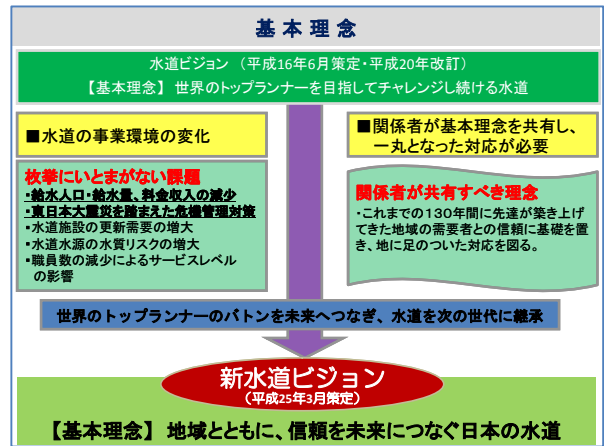 基本理念
水道ビジョン (平成16年6月策定・平成20年改訂)
【基本理念】 世界のトップランナーを目指してチャレンジし続ける水道
■水道の事業環境の変化
枚挙にいとまがない課題
・給水人口・給水量、料金収入の減少
・東日本大震災を踏まえた危機管理対策
・水道施設の更新需要の増大
・水道水源の水質リスクの増大
・職員数の減少によるサービスレベル
の影響
■関係者が基本理念を共有し、
一丸となった対応が必要
関係者が共有すべき理念
・これまでの130年間に先達が築き上げ
てきた地域の需要者との信頼に基礎を置
き、地に足のついた対応を図る。
世界のトップランナーのバトンを未来へつなぎ、水道を次の世代に継承
新水道ビジョン
(平成25年3月策定)
【基本理念】 地域とともに、信頼を未来につなぐ日本の水道